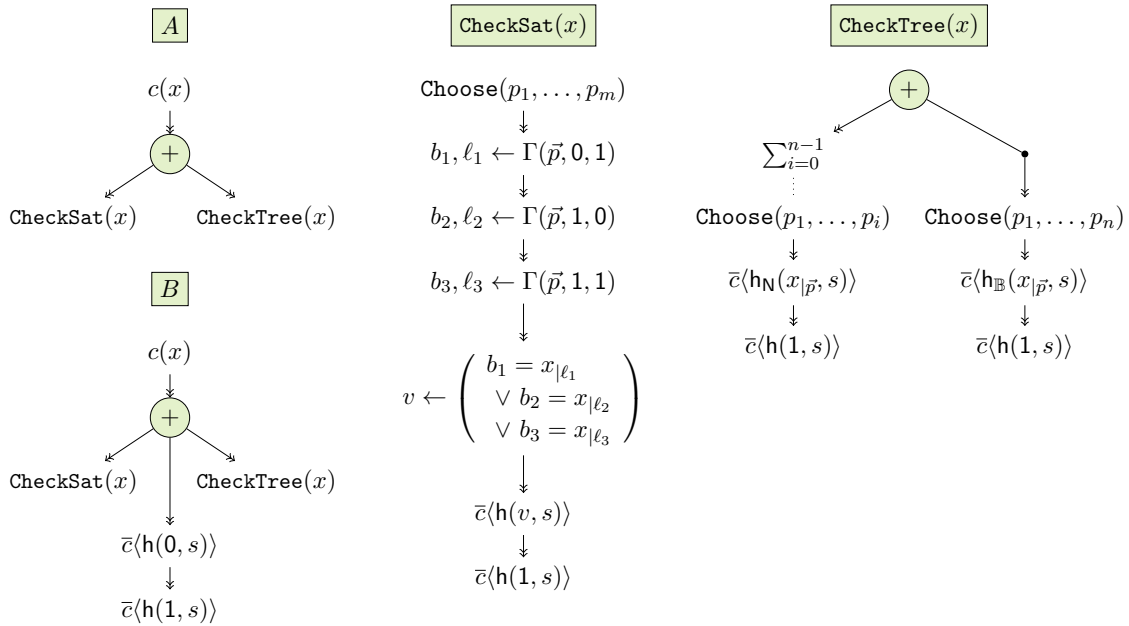 A
c(x)
+
CheckSat(x)
CheckTree(x)
B
c(x)
+
CheckSat(x)
CheckTree(x)
c̅⟨h(0, s)⟩
c̅⟨h(1, s)⟩
CheckSat(x)
Choose(p₁, . . . , pₘ)
b₁, ℓ₁ ← Γ(p⃗, 0, 1)
b₂, ℓ₂ ← Γ(p⃗, 1, 0)
b₃, ℓ₃ ← Γ(p⃗, 1, 1)
b₁ = x|ℓ₁
v ← ( ∨ b₂ = x|ℓ₂ )
∨ b₃ = x|ℓ₃
c̅⟨h(v, s)⟩
c̅⟨h(1, s)⟩
CheckTree(x)
+
∑ᵢ₌₀ⁿ⁻¹
Choose(p₁, . . . , pᵢ)
c̅⟨h_N(x|p⃗, s)⟩
c̅⟨h(1, s)⟩
Choose(p₁, . . . , pₙ)
c̅⟨h_𝔹(x|p⃗, s)⟩
c̅⟨h(1, s)⟩